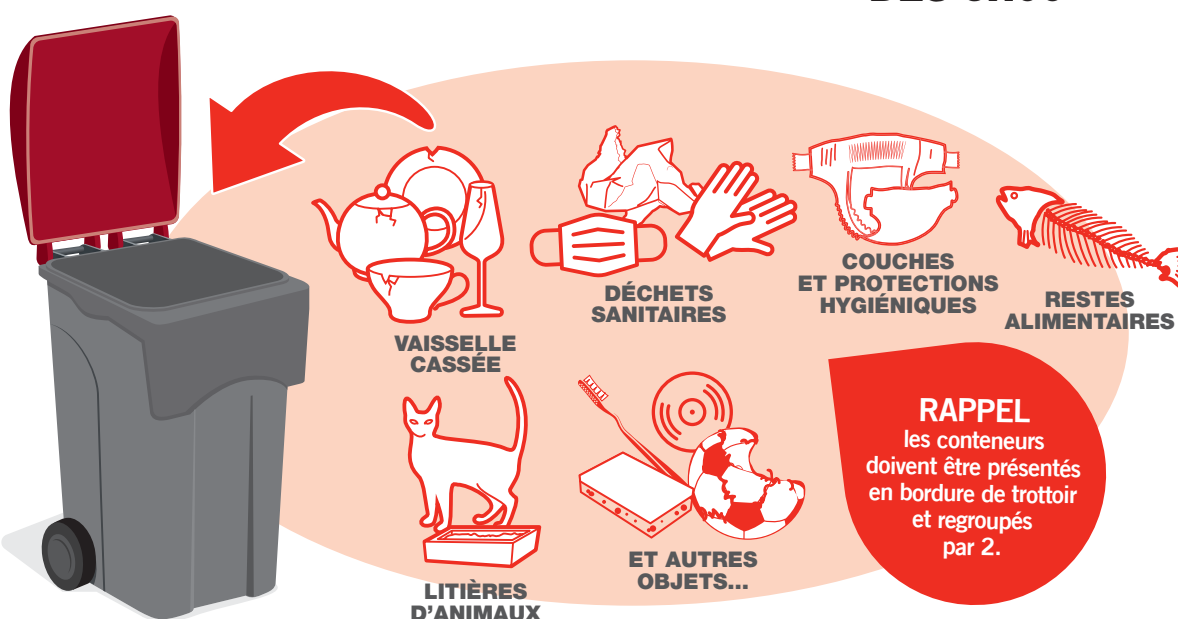 VAISSELLE
CASSÉE
DÉCHETS
SANITAIRES
COUCHES
ET PROTECTIONS
HYGIÉNIQUES
RESTES
ALIMENTAIRES
LITIÈRES
D'ANIMAUX
ET AUTRES
OBJETS...
RAPPEL
les conteneurs
doivent être présentés
en bordure de trottoir
et regroupés
par 2.